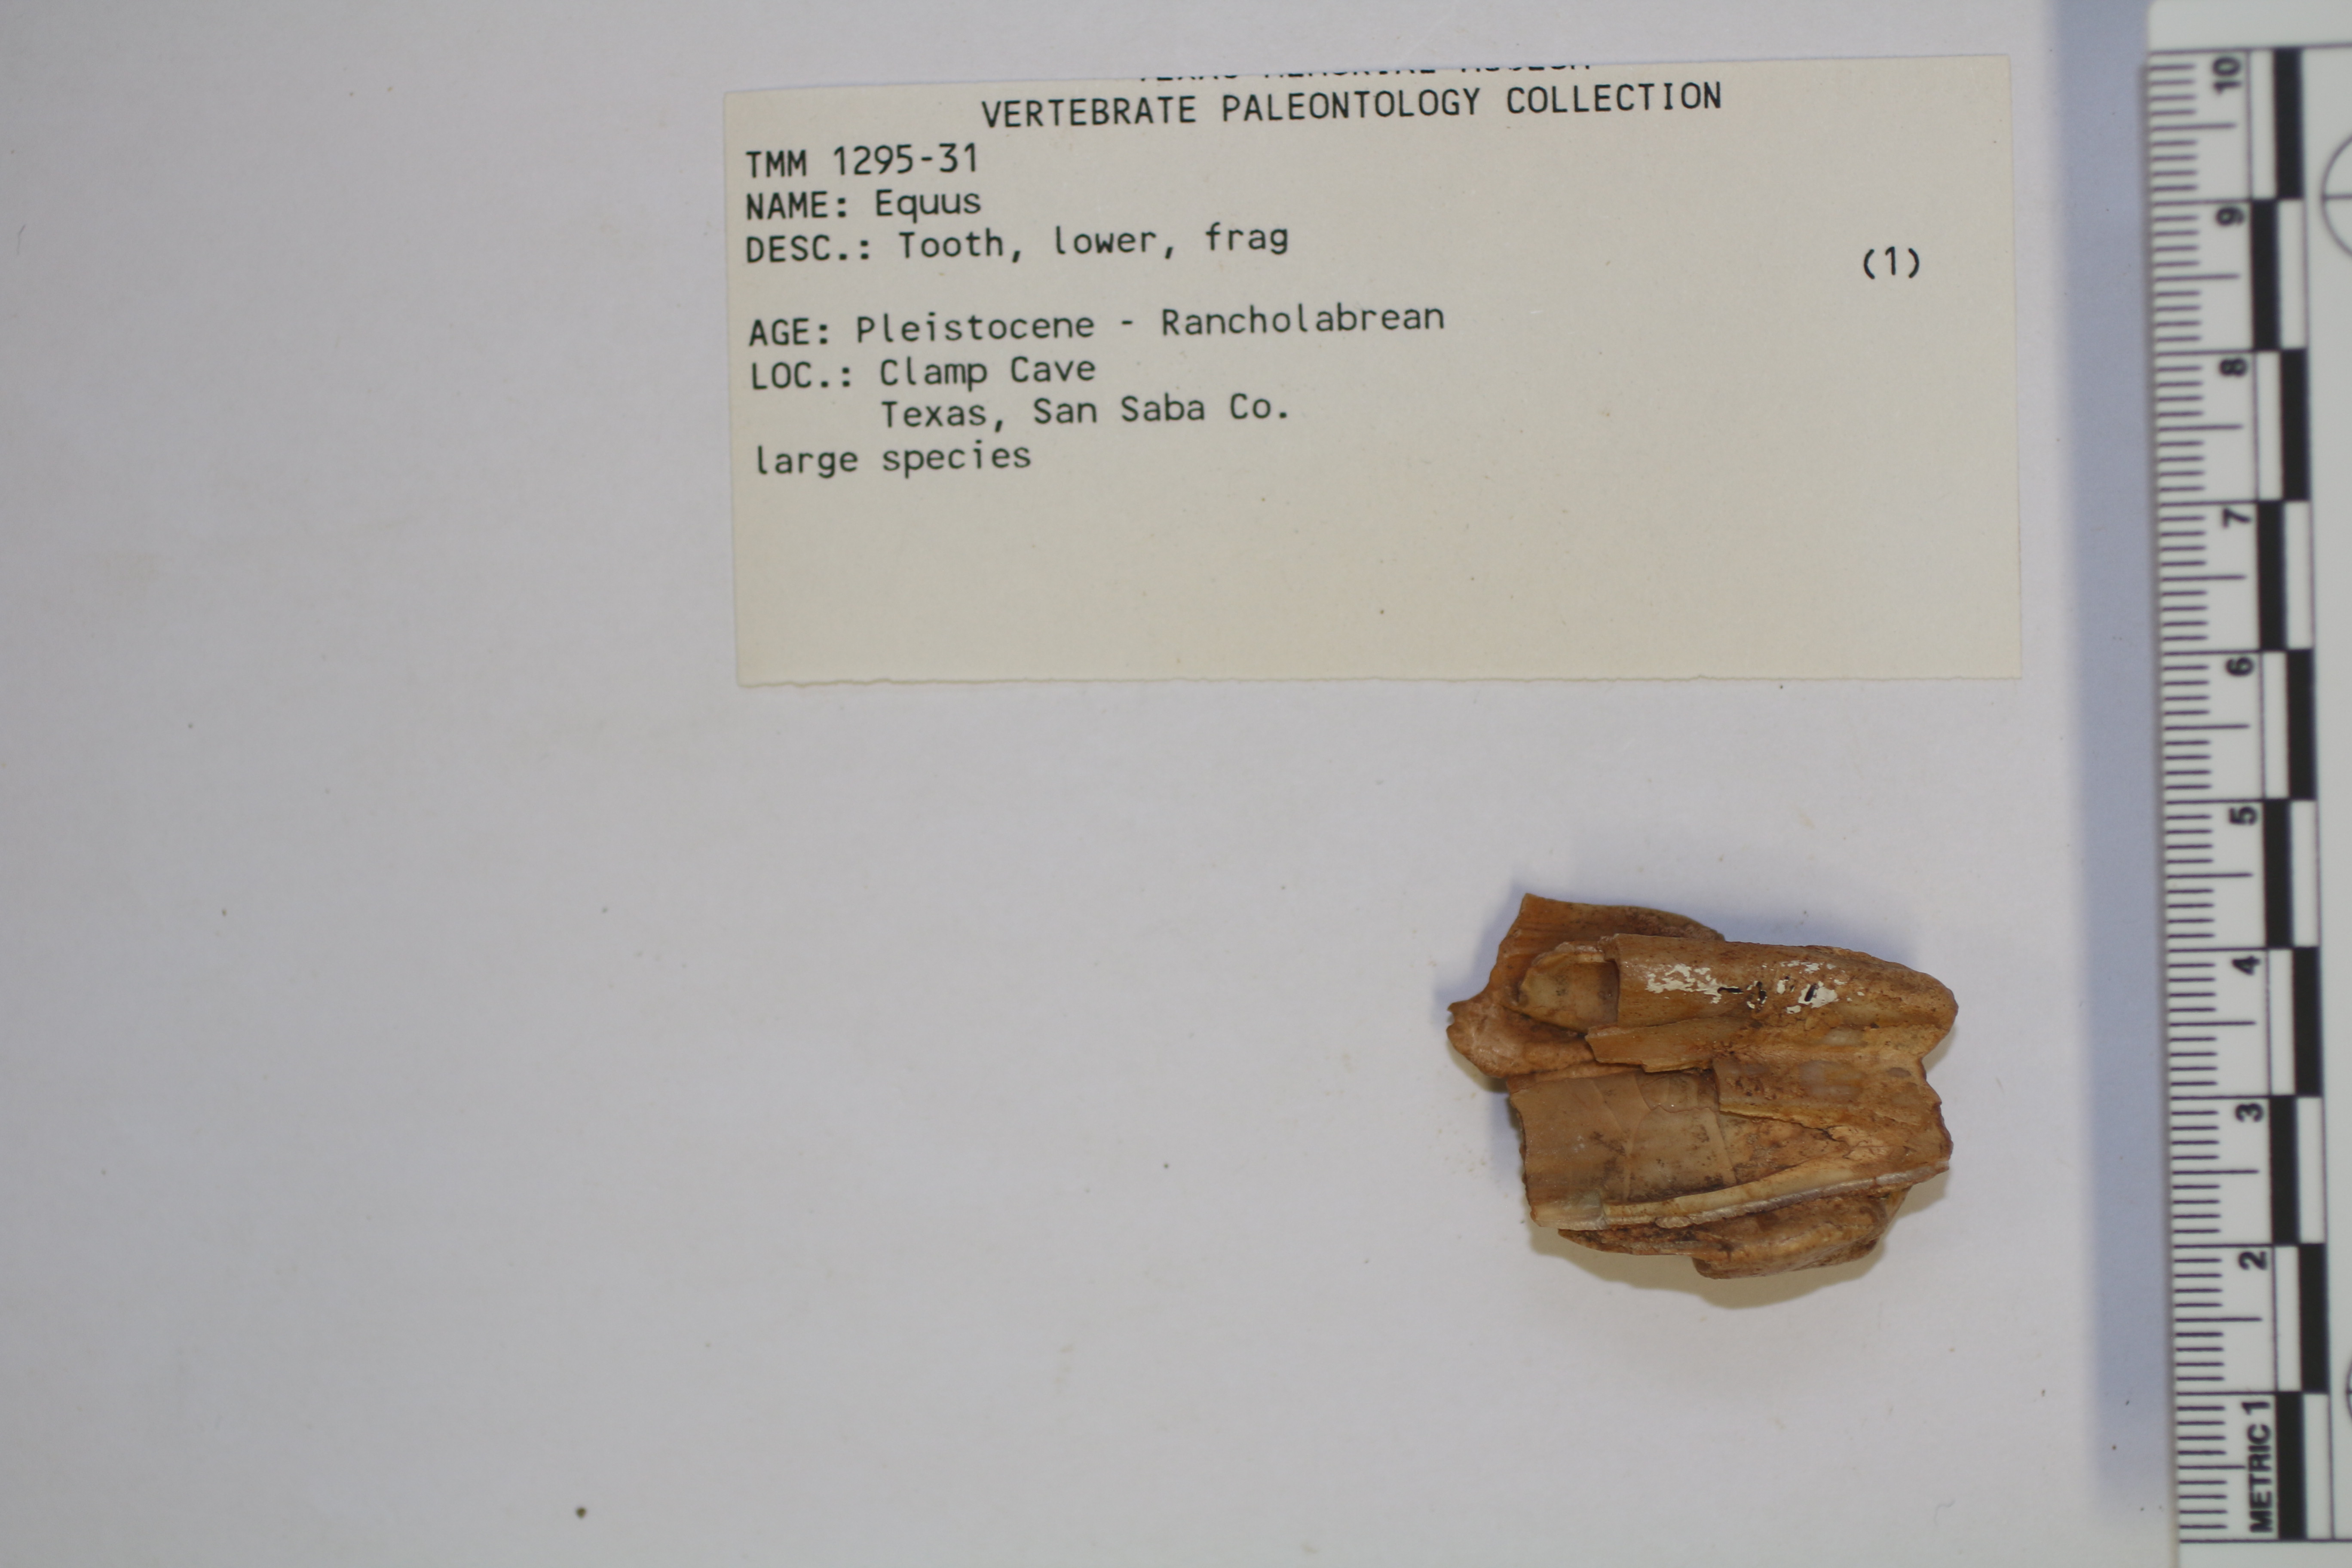 VERTEBRATE PALEONTOLOGY COLLECTION
TMM 1295-31
NAME: Equus
DESC.: Tooth, lower, frag (1)
AGE: Pleistocene - Rancholabrean
LOC.: Clamp Cave
Texas, San Saba Co.
large species
METRIC 1 2 3 4 5 6 7 8 9 10